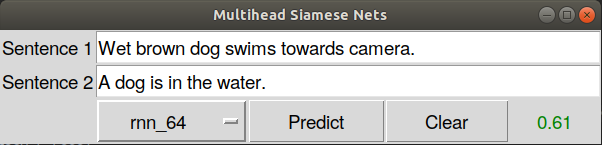 Multihead Siamese Nets
Sentence 1 Wet brown dog swims towards camera.
Sentence 2 A dog is in the water.
rnn_64 Predict Clear 0.61